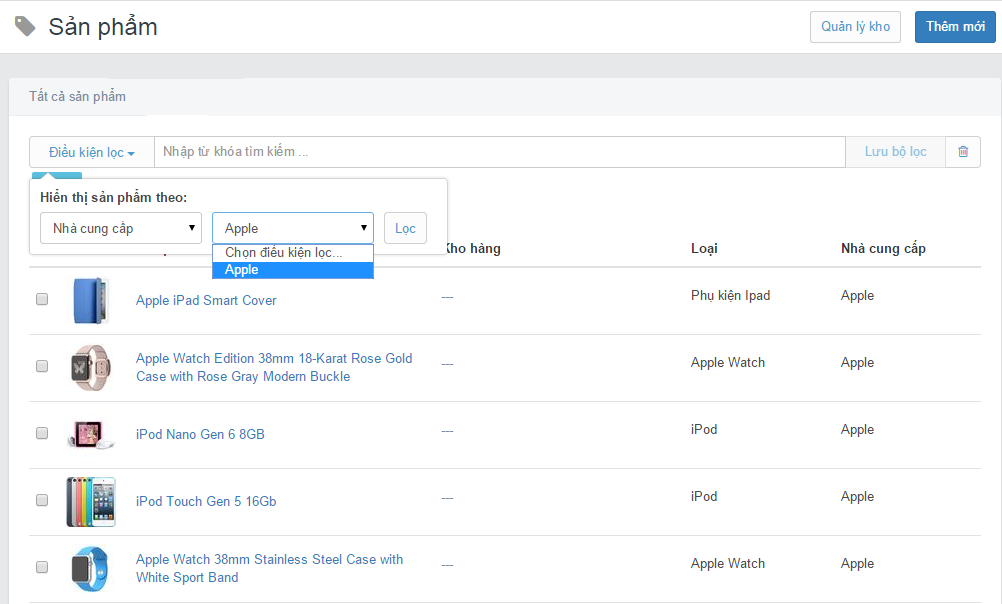 Sản phẩm
Quản lý kho
Thêm mới
Tất cả sản phẩm
Điều kiện lọc
Nhập từ khóa tìm kiếm ...
Lưu bộ lọc
Hiển thị sản phẩm theo:
Nhà cung cấp
Apple
Lọc
Chọn điều kiện lọc...
Apple
Kho hàng
Loại
Nhà cung cấp
Apple iPad Smart Cover
---
Phụ kiện Ipad
Apple
Apple Watch Edition 38mm 18-Karat Rose Gold
Case with Rose Gray Modern Buckle
---
Apple Watch
Apple
iPod Nano Gen 6 8GB
---
iPod
Apple
iPod Touch Gen 5 16Gb
---
iPod
Apple
Apple Watch 38mm Stainless Steel Case with
White Sport Band
---
Apple Watch
Apple